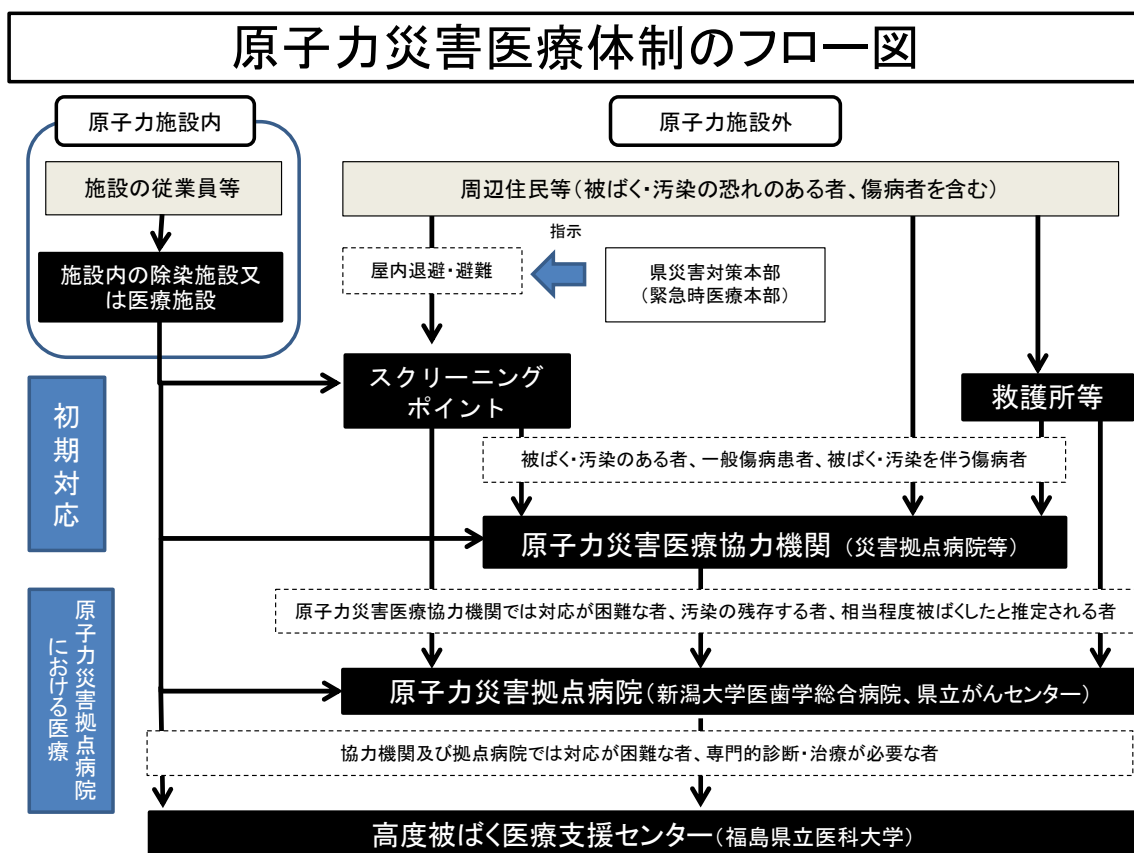 原子力災害医療体制のフロー図
原子力施設内
原子力施設外
施設の従業員等
周辺住民等(被ばく・汚染の恐れのある者、傷病者を含む)
指示
屋内退避・避難
県災害対策本部
(緊急時医療本部)
施設内の除染施設又
は医療施設
初期対応
スクリーニング
ポイント
救護所等
被ばく・汚染のある者、一般傷病患者、被ばく・汚染を伴う傷病者
原子力災害医療協力機関 (災害拠点病院等)
原子力災害拠点病院
における医療
原子力災害医療協力機関では対応が困難な者、汚染の残存する者、相当程度被ばくしたと推定される者
原子力災害拠点病院(新潟大学医歯学総合病院、県立がんセンター)
協力機関及び拠点病院では対応が困難な者、専門的診断・治療が必要な者
高度被ばく医療支援センター(福島県立医科大学)